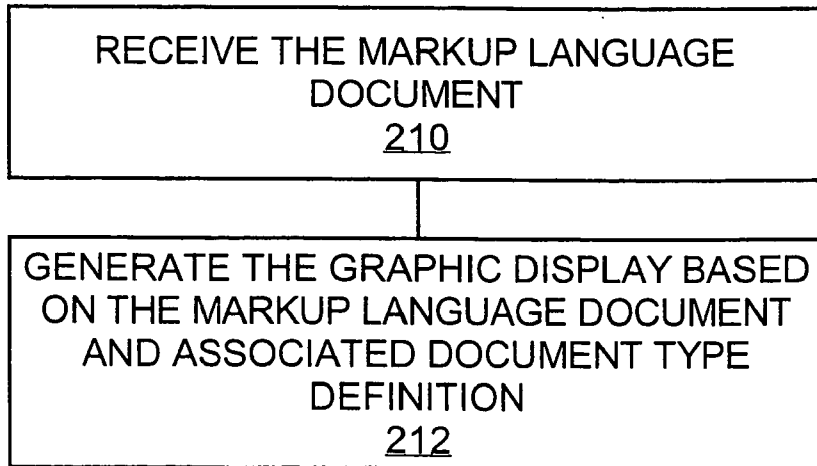 RECEIVE THE MARKUP LANGUAGE
DOCUMENT
210
GENERATE THE GRAPHIC DISPLAY BASED
ON THE MARKUP LANGUAGE DOCUMENT
AND ASSOCIATED DOCUMENT TYPE
DEFINITION
212